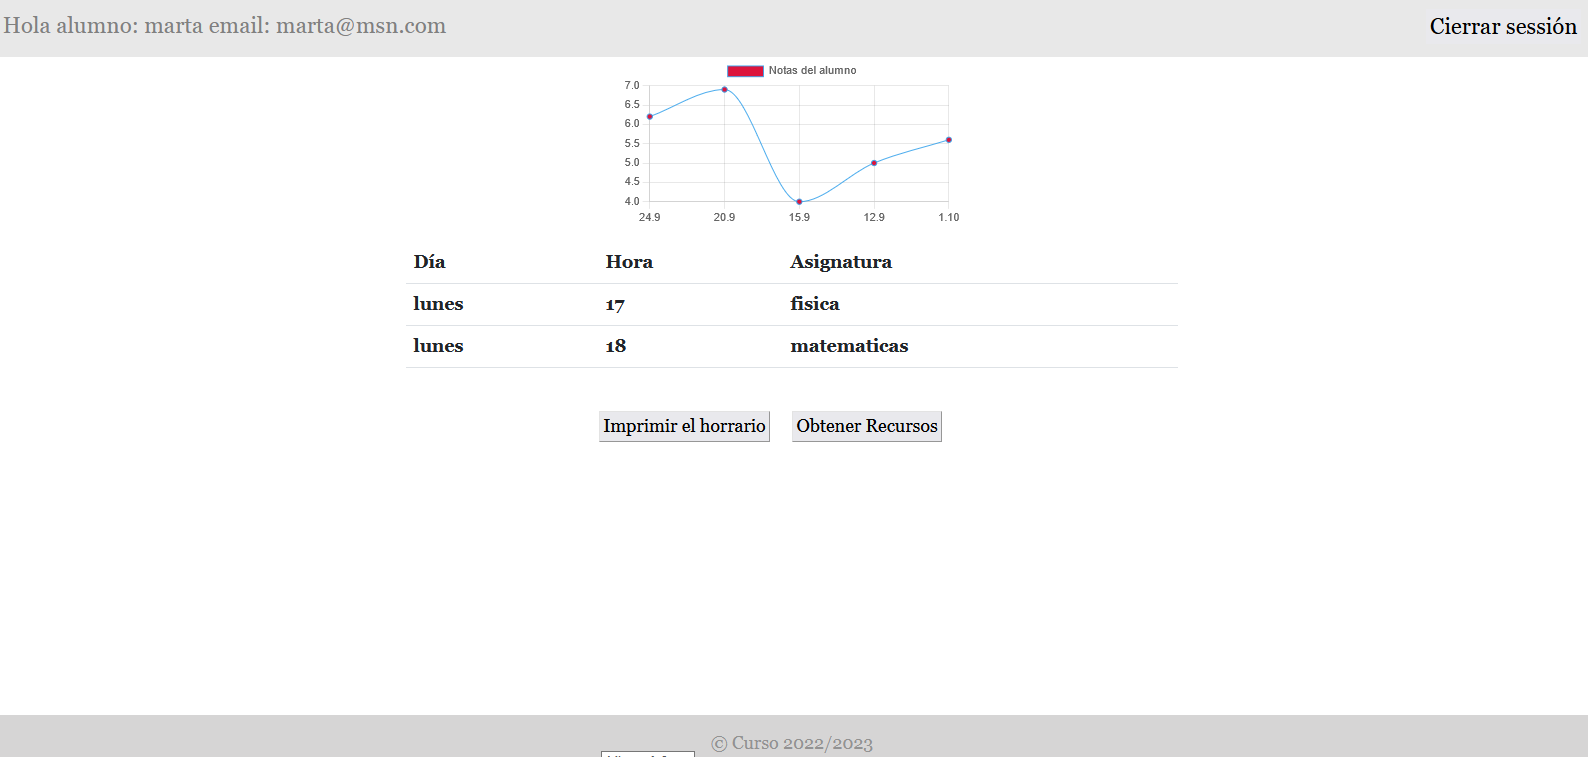 Hola alumno: marta email: marta@msn.com
Cierrar sessión
Notas del alumno
7.0
6.5
6.0
5.5
5.0
4.5
4.0
24.9 20.9 15.9 12.9 1.10
Día Hora Asignatura
lunes 17 fisica
lunes 18 matematicas
Imprimir el horrario Obtener Recursos
© Curso 2022/2023